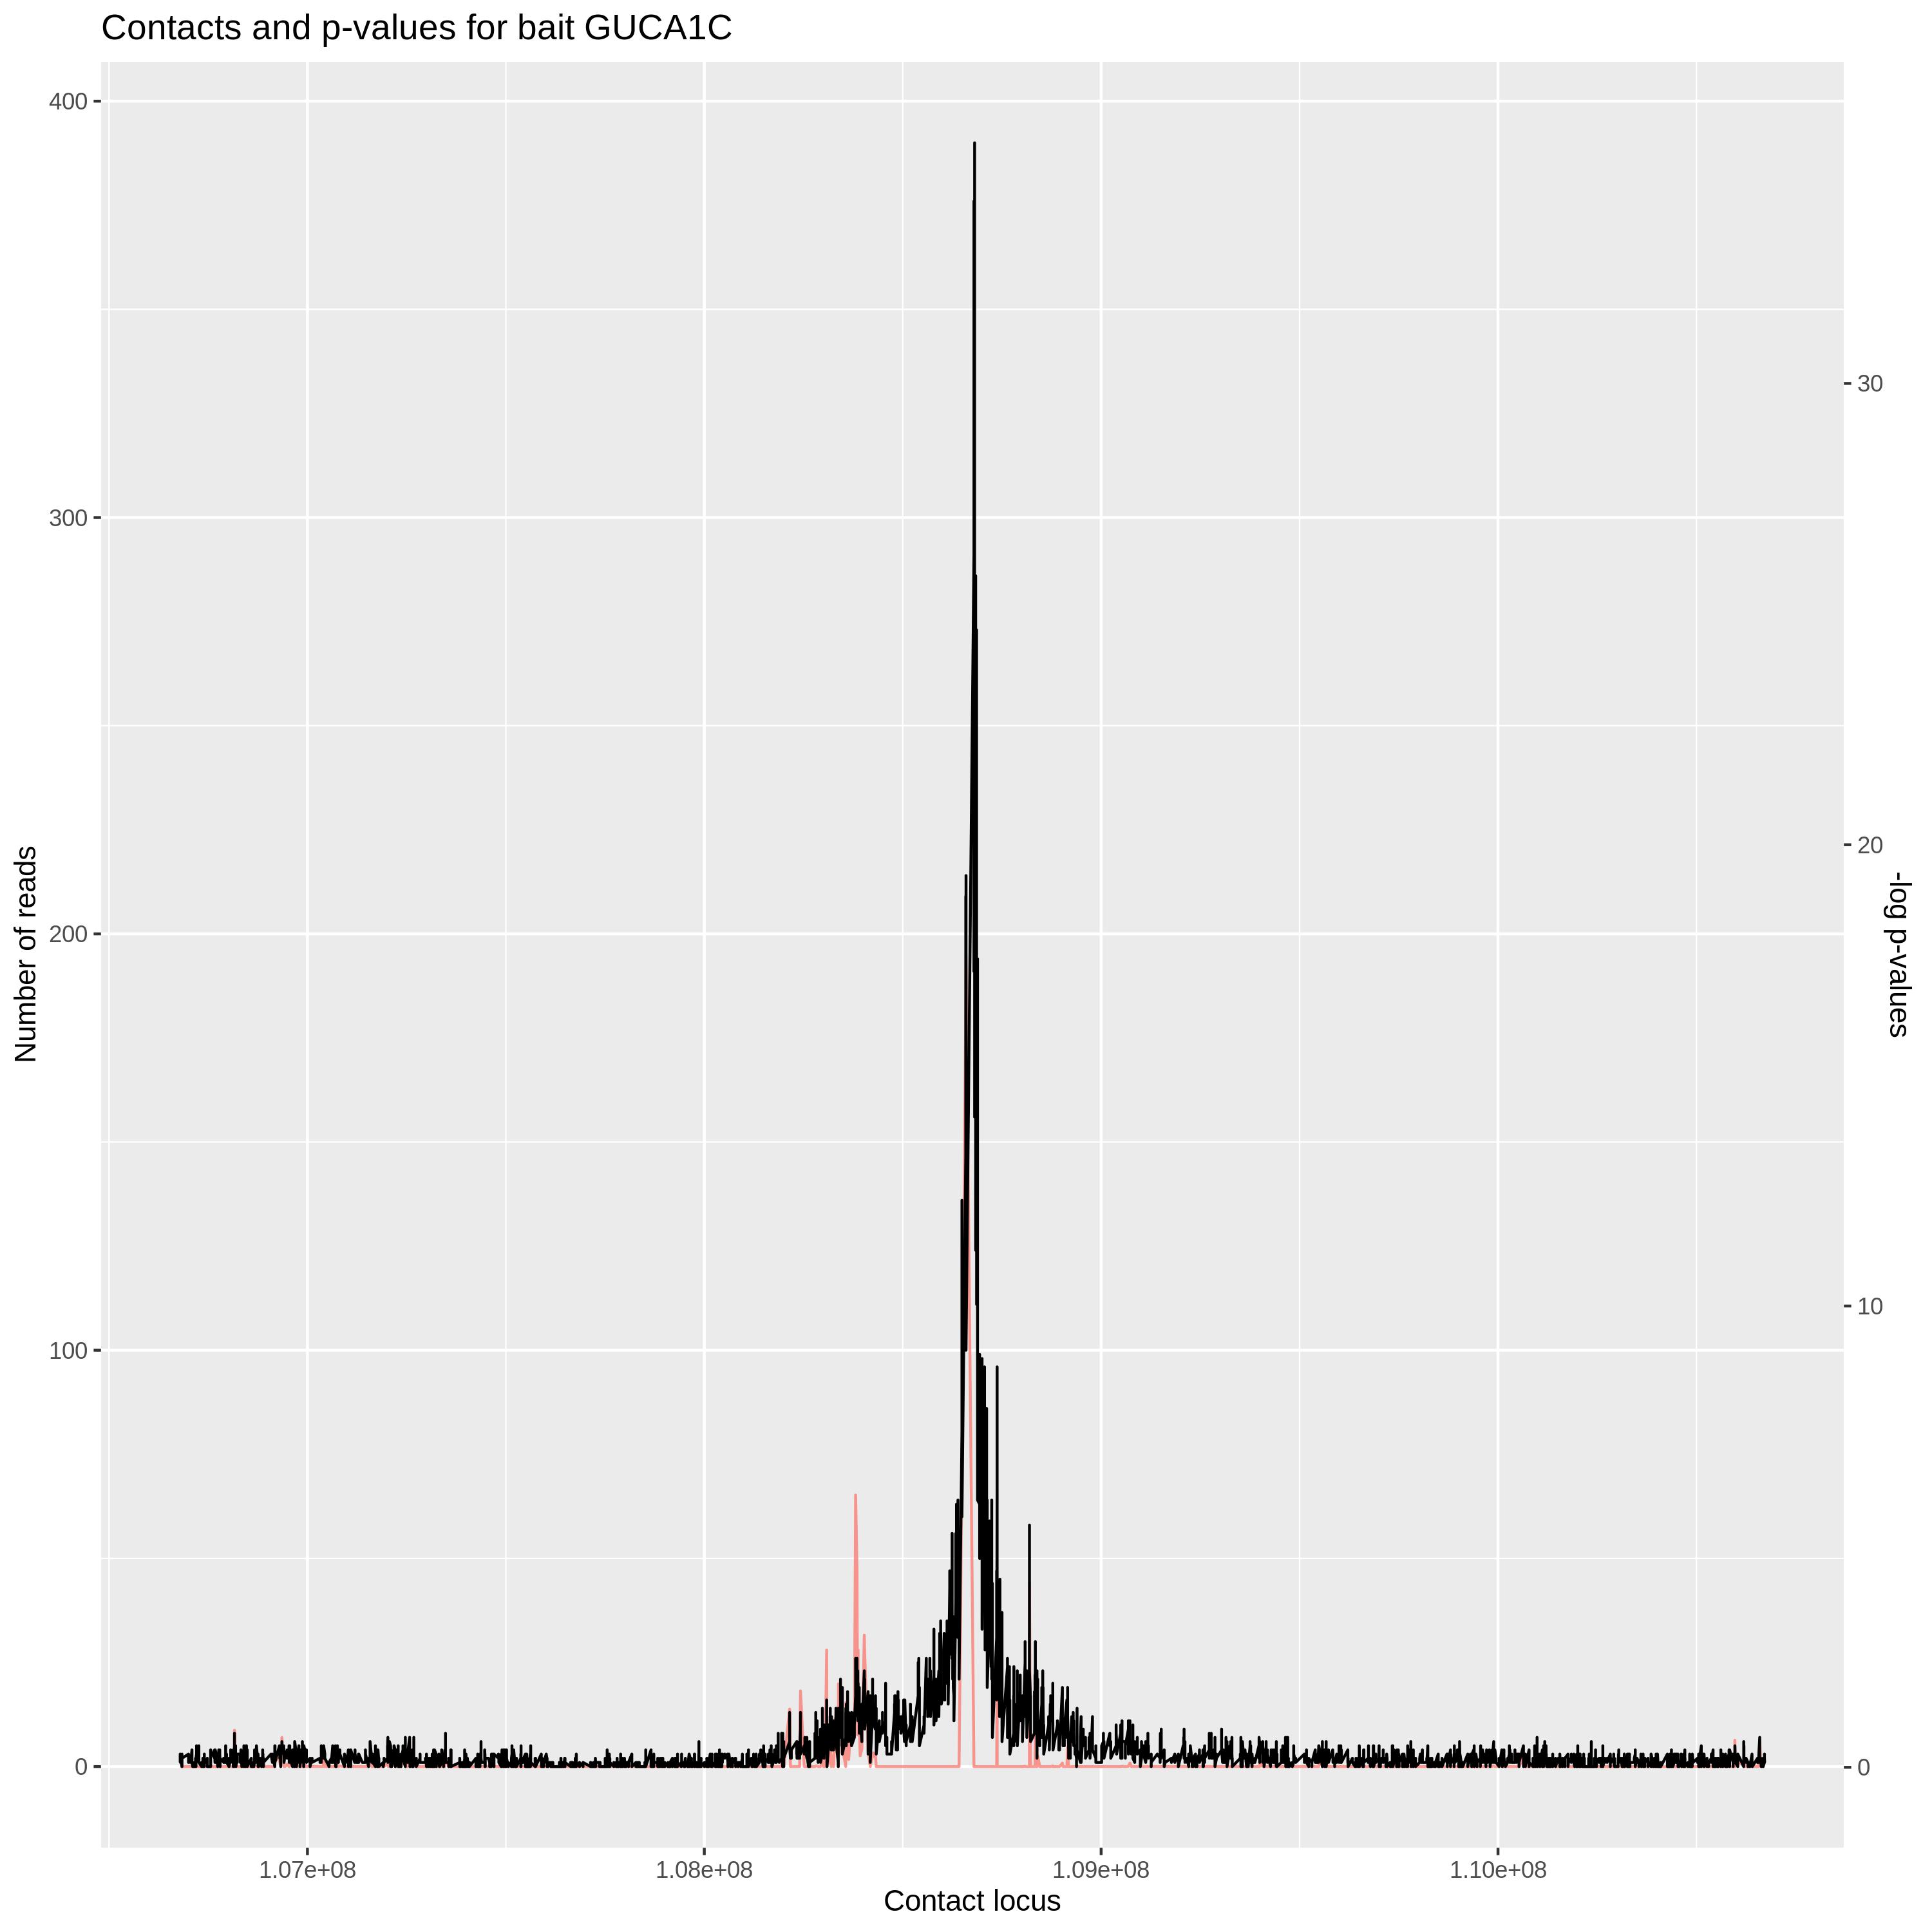 Contacts and p-values for bait GUCA1C
400
300
200
100
0
Number of reads
30
20
10
0
-log p-values
1.07e+08
1.08e+08
1.09e+08
1.10e+08
Contact locus